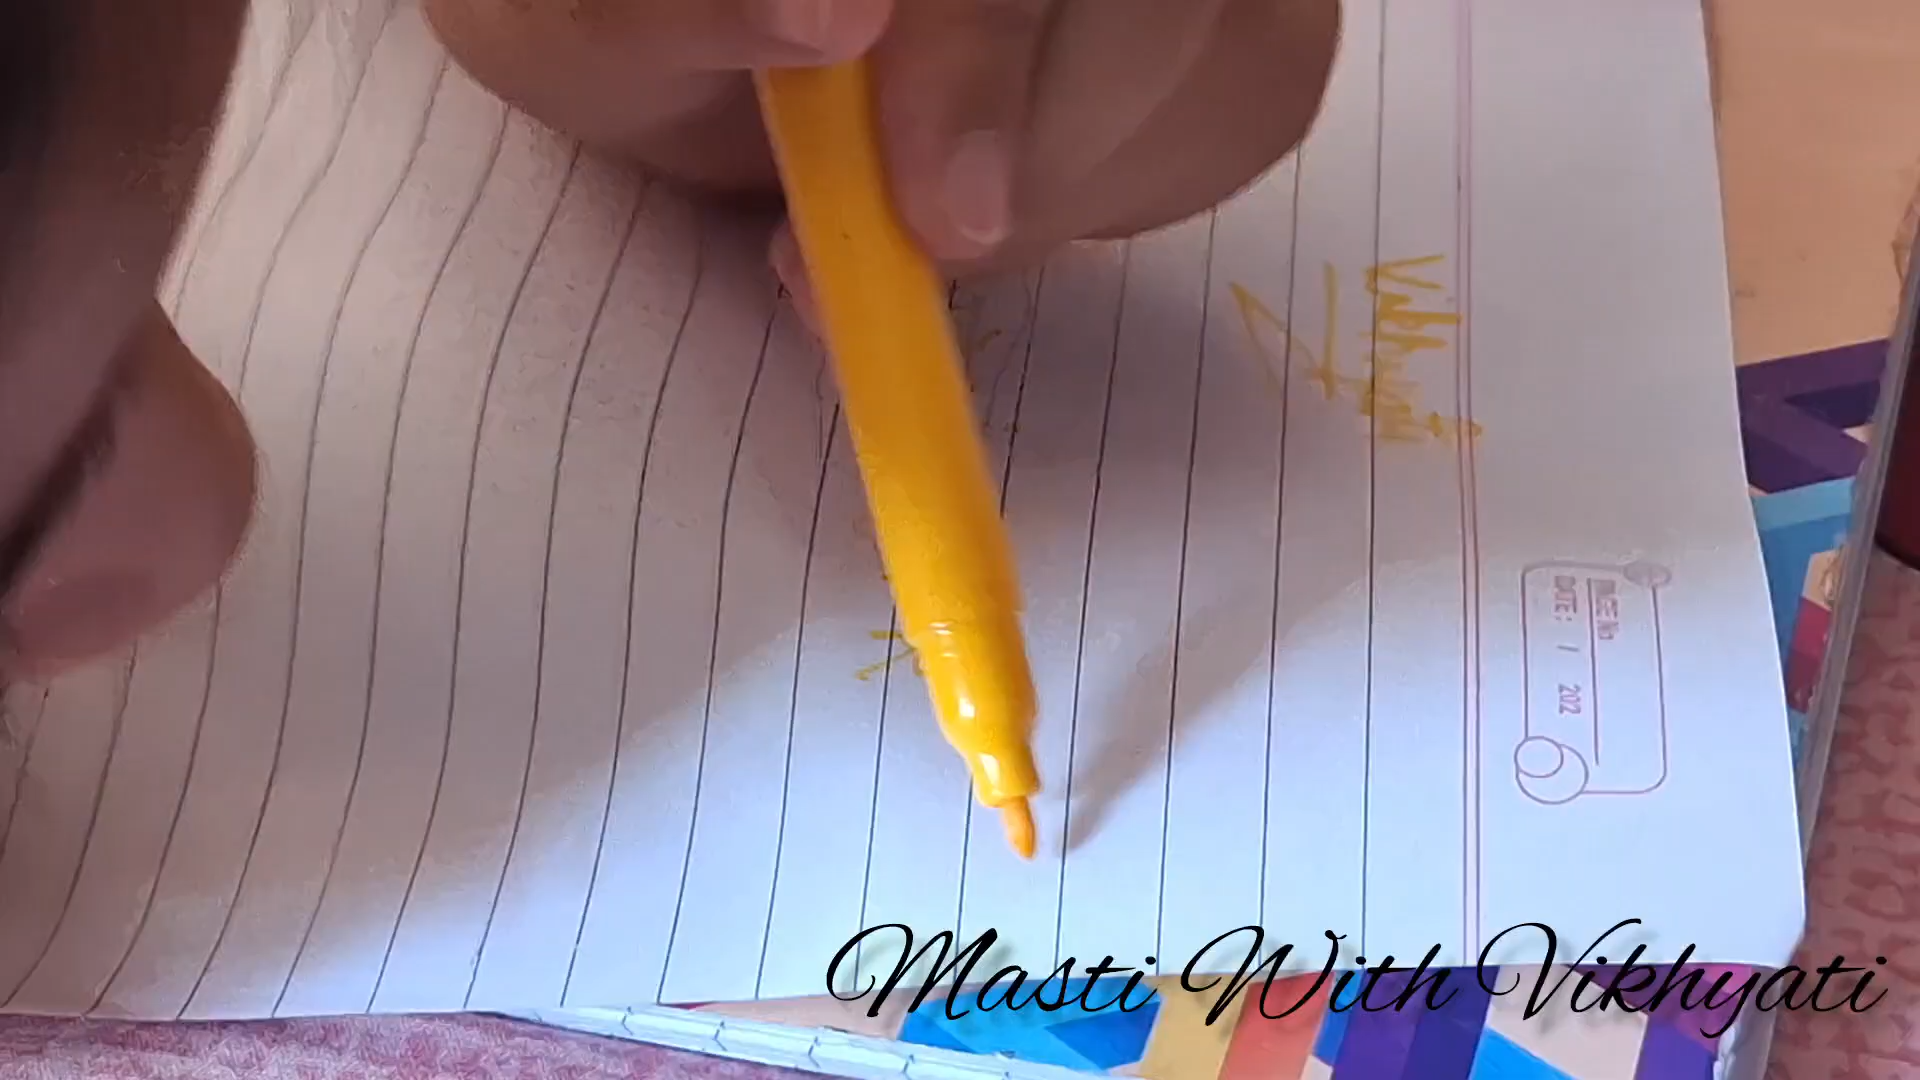 Vikhyati
PAGE No.
DATE: / / 202
Masti With Vikhyati